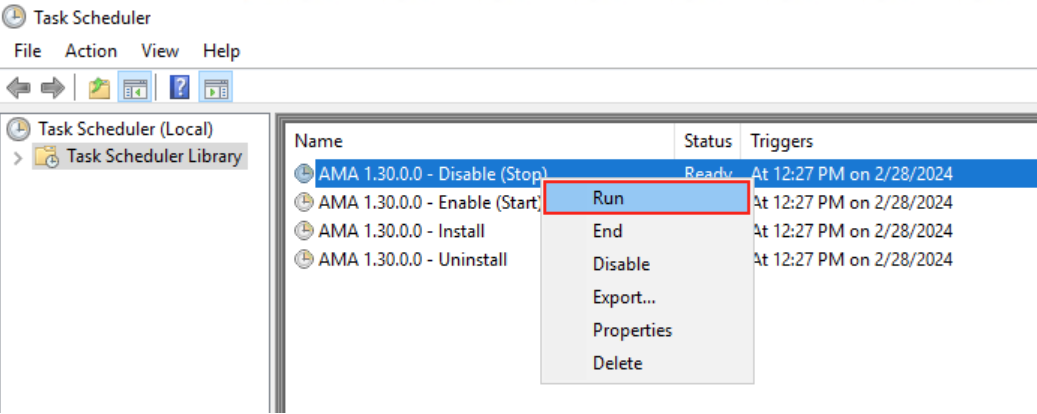 Task Scheduler
File Action View Help
Task Scheduler (Local)
Task Scheduler Library
Name Status Triggers
AMA 1.30.0.0 - Disable (Stop) Ready At 12:27 PM on 2/28/2024
AMA 1.30.0.0 - Enable (Start) At 12:27 PM on 2/28/2024
AMA 1.30.0.0 - Install At 12:27 PM on 2/28/2024
AMA 1.30.0.0 - Uninstall At 12:27 PM on 2/28/2024
Run
End
Disable
Export...
Properties
Delete